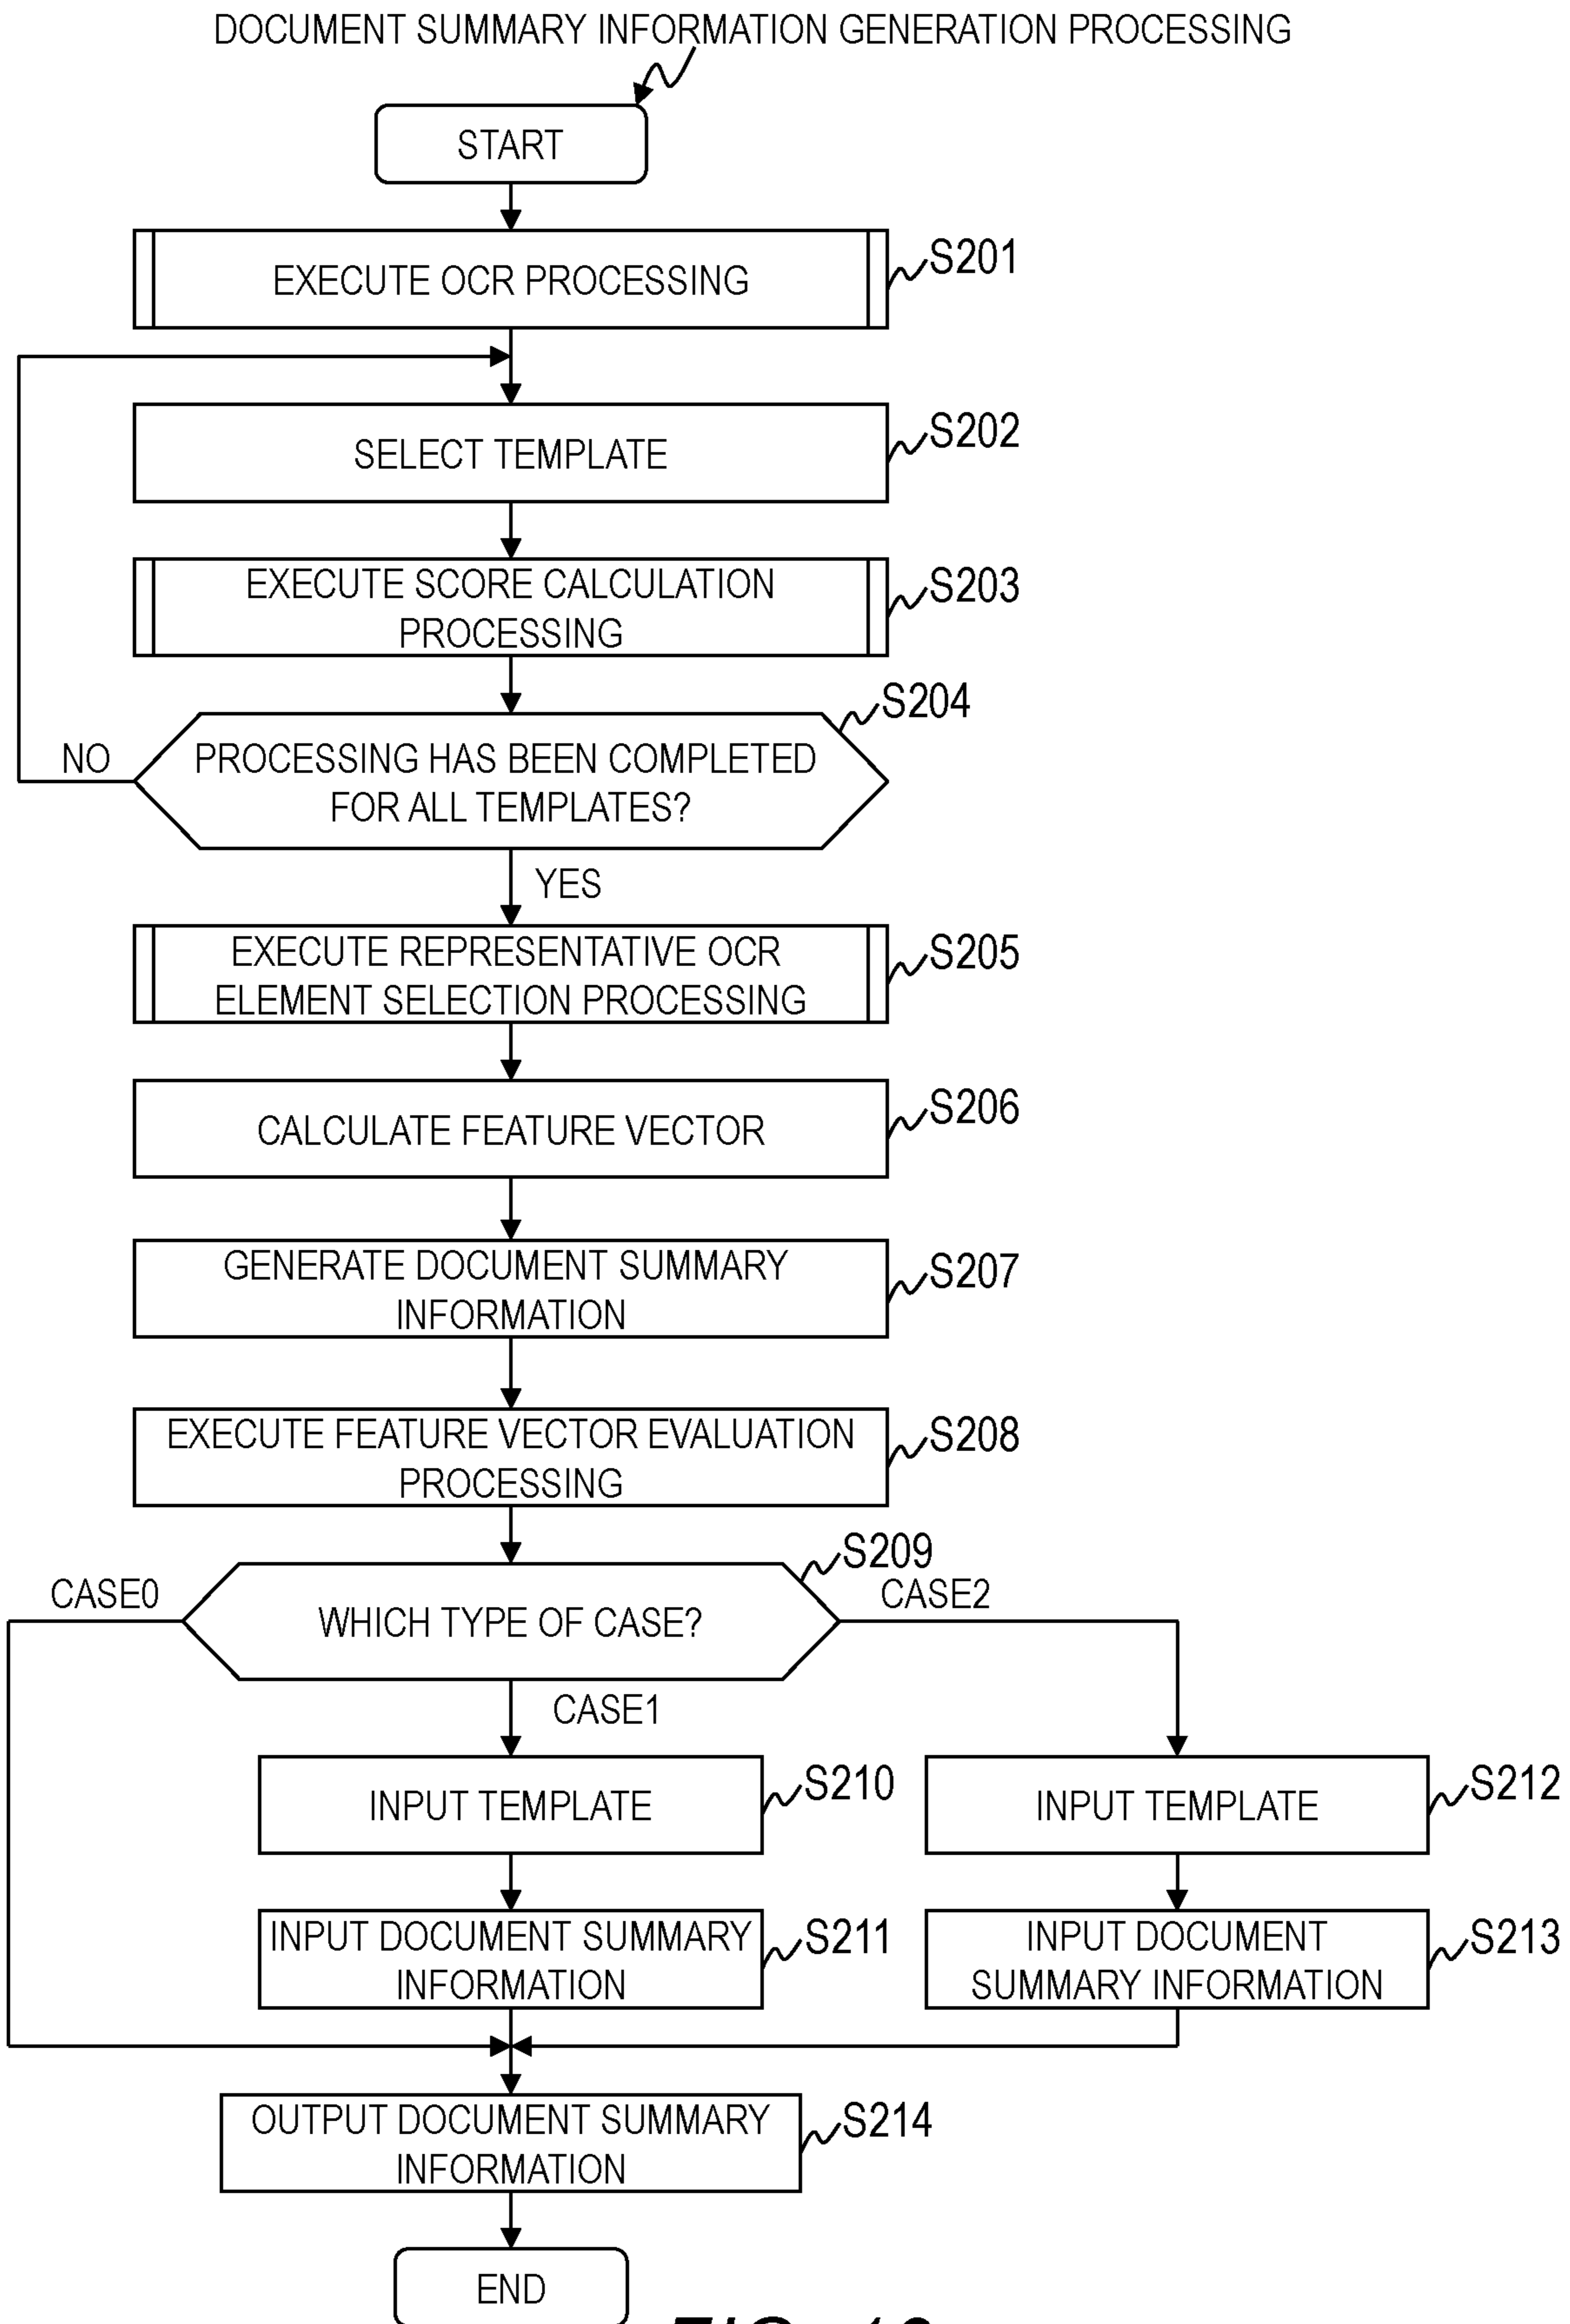 DOCUMENT SUMMARY INFORMATION GENERATION PROCESSING
START
EXECUTE OCR PROCESSING
S201
SELECT TEMPLATE
S202
EXECUTE SCORE CALCULATION
PROCESSING
S203
S204
NO
PROCESSING HAS BEEN COMPLETED
FOR ALL TEMPLATES?
YES
EXECUTE REPRESENTATIVE OCR
ELEMENT SELECTION PROCESSING
S205
CALCULATE FEATURE VECTOR
S206
GENERATE DOCUMENT SUMMARY
INFORMATION
S207
EXECUTE FEATURE VECTOR EVALUATION
PROCESSING
S208
S209
CASE0
WHICH TYPE OF CASE?
CASE2
CASE1
INPUT TEMPLATE
S210
INPUT TEMPLATE
S212
INPUT DOCUMENT SUMMARY
INFORMATION
S211
INPUT DOCUMENT
SUMMARY INFORMATION
S213
OUTPUT DOCUMENT SUMMARY
INFORMATION
S214
END